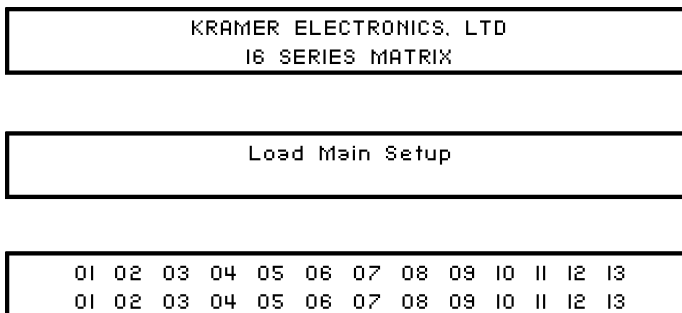 KRAMER ELECTRONICS, LTD
16 SERIES MATRIX
Load Main Setup
01 02 03 04 05 06 07 08 09 10 11 12 13
01 02 03 04 05 06 07 08 09 10 11 12 13